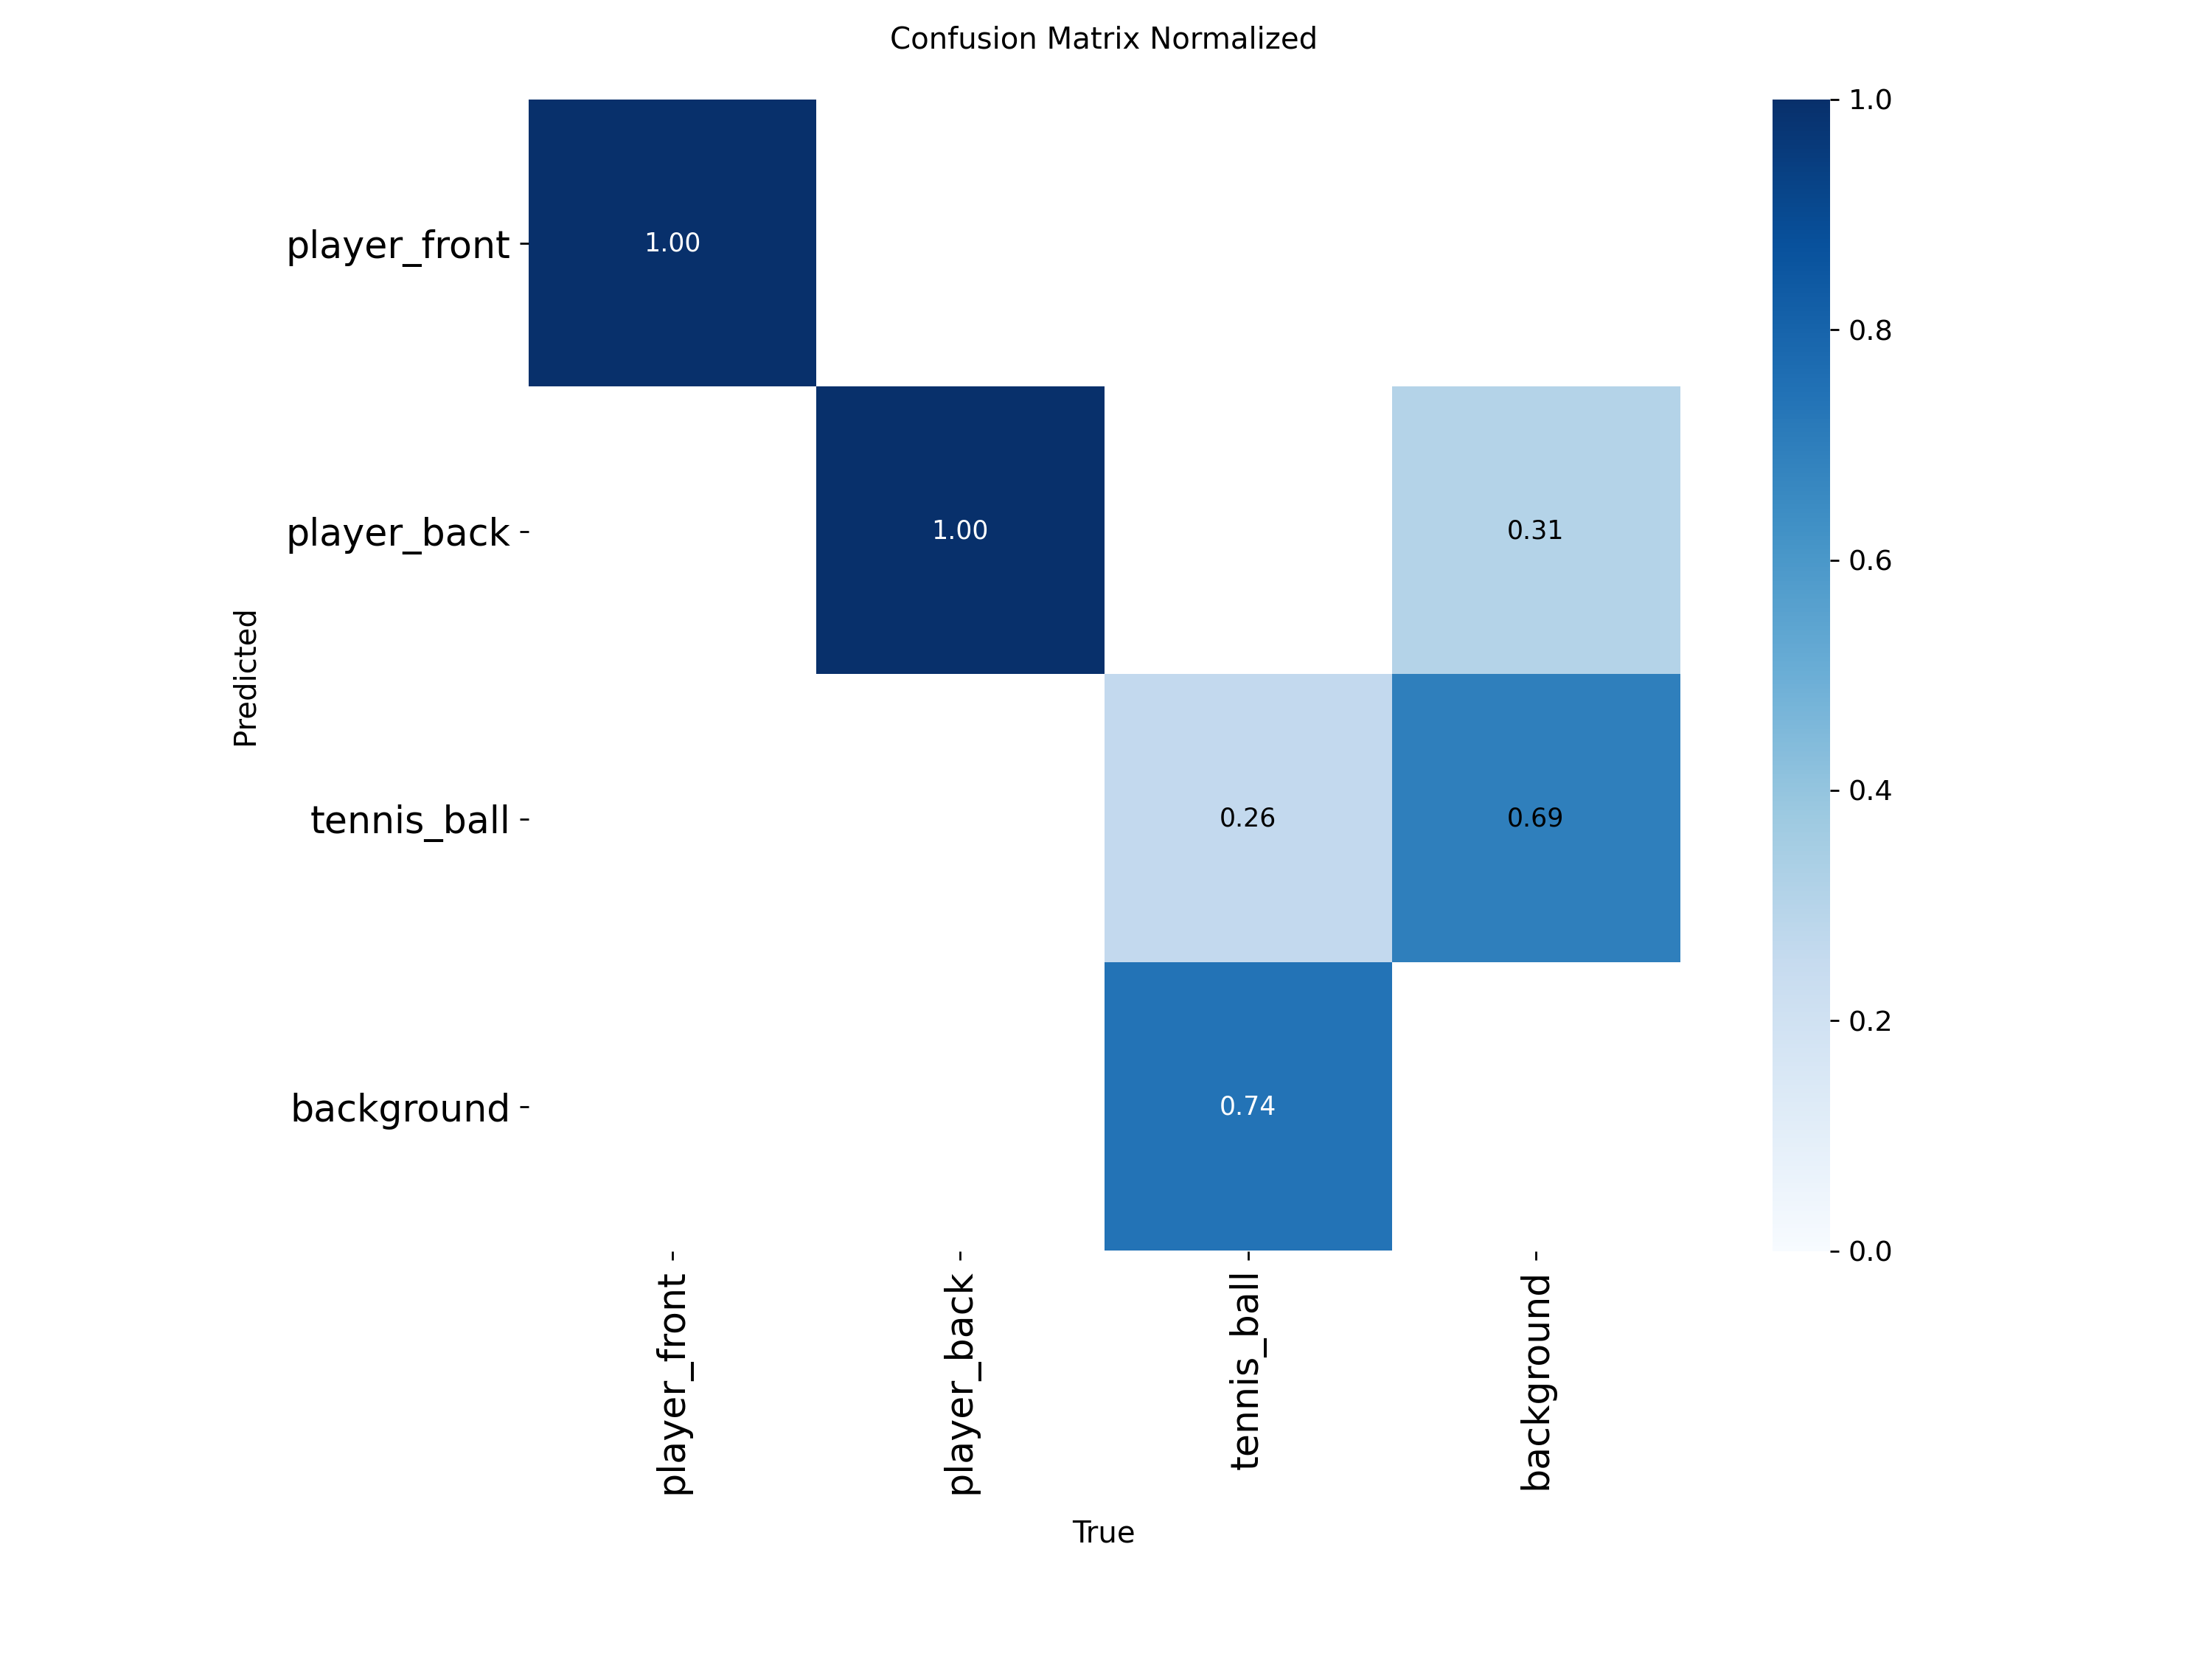 Confusion Matrix Normalized
1.0
player_front
1.00
0.8
player_back
1.00
0.31
0.6
Predicted
tennis_ball
0.26
0.69
0.4
background
0.74
0.2
0.0
player_front
player_back
tennis_ball
background
True